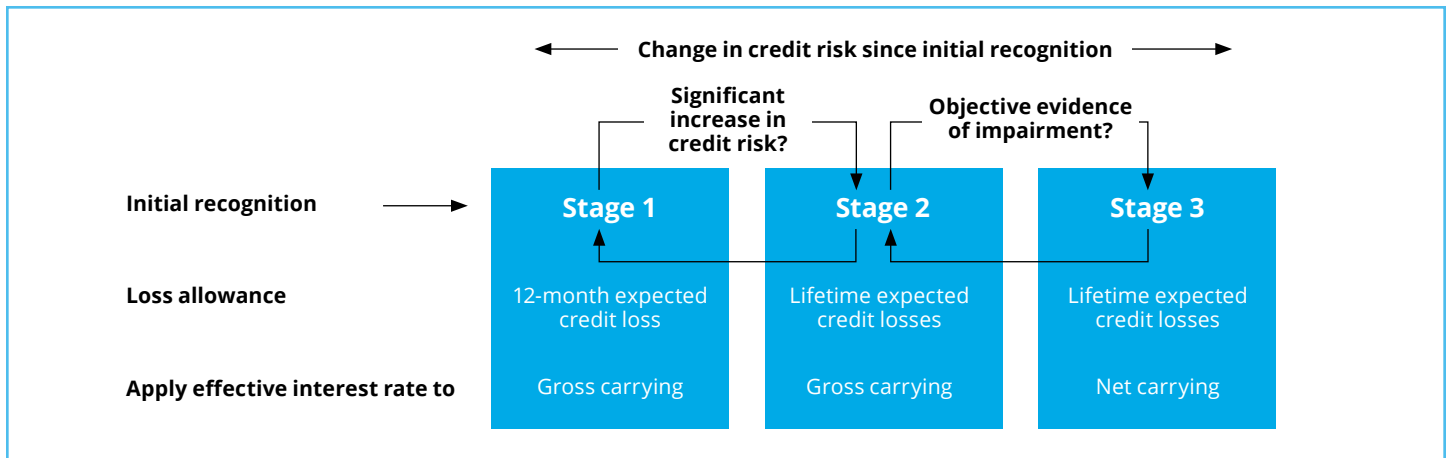 Change in credit risk since initial recognition
Significant
increase in
credit risk?
Objective evidence
of impairment?
Initial recognition
Stage 1
Stage 2
Stage 3
Loss allowance
12-month expected
credit loss
Lifetime expected
credit losses
Lifetime expected
credit losses
Apply effective interest rate to
Gross carrying
Gross carrying
Net carrying